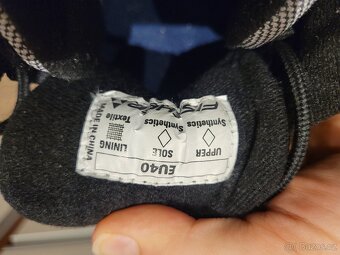 EU40
UPPER Synthetics
SOLE Synthetics
LINING Textile
MADE IN CHINA